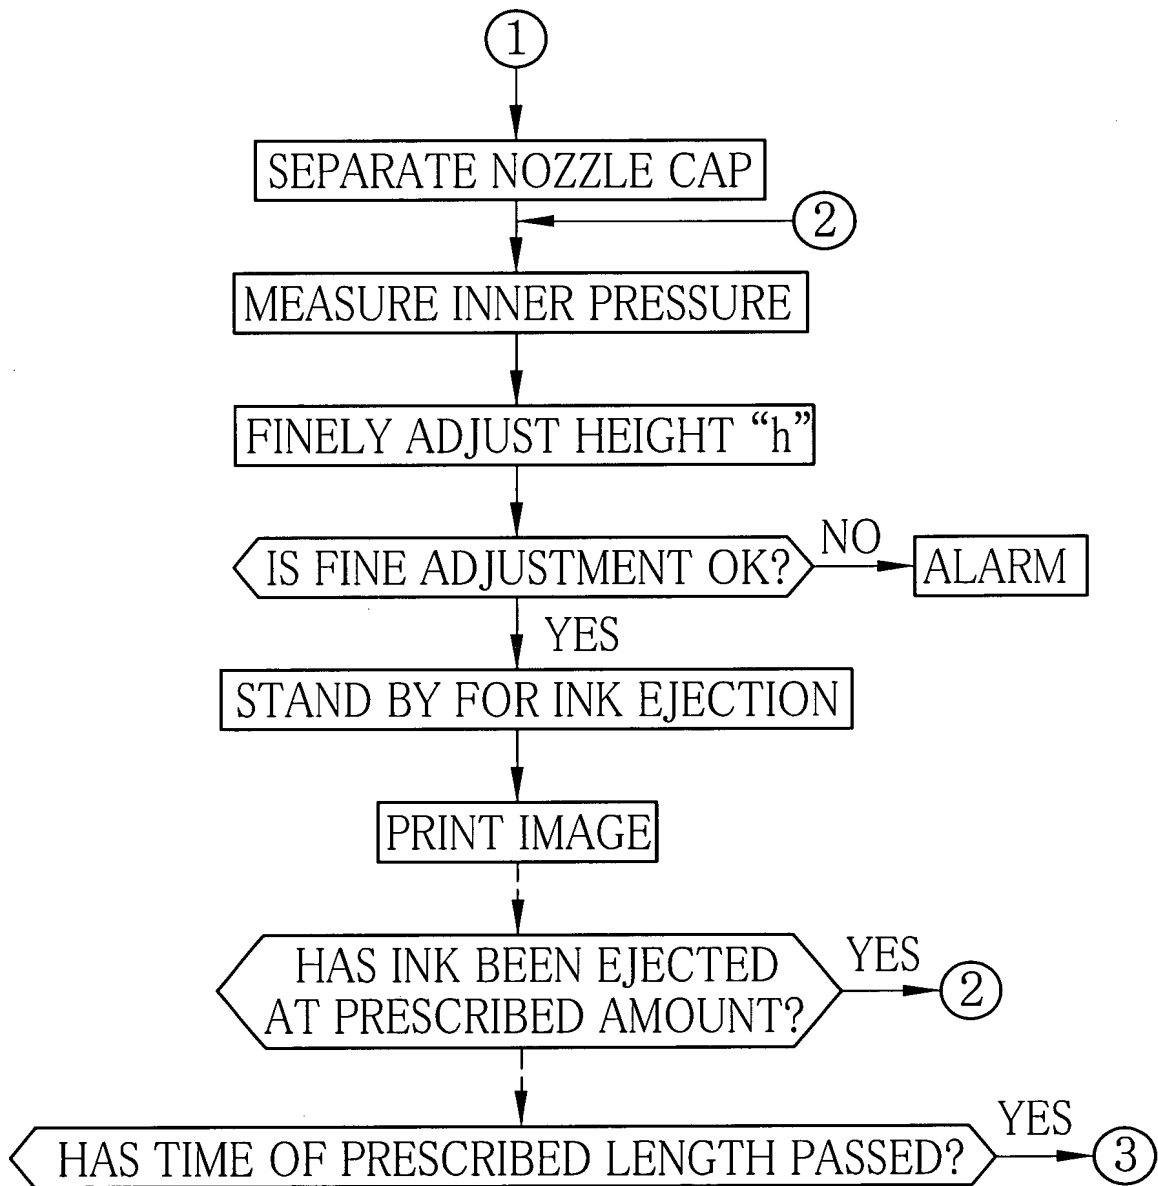 1
SEPARATE NOZZLE CAP
2
MEASURE INNER PRESSURE
FINELY ADJUST HEIGHT “h”
IS FINE ADJUSTMENT OK?
NO
ALARM
YES
STAND BY FOR INK EJECTION
PRINT IMAGE
HAS INK BEEN EJECTED
AT PRESCRIBED AMOUNT?
YES
2
HAS TIME OF PRESCRIBED LENGTH PASSED?
YES
3